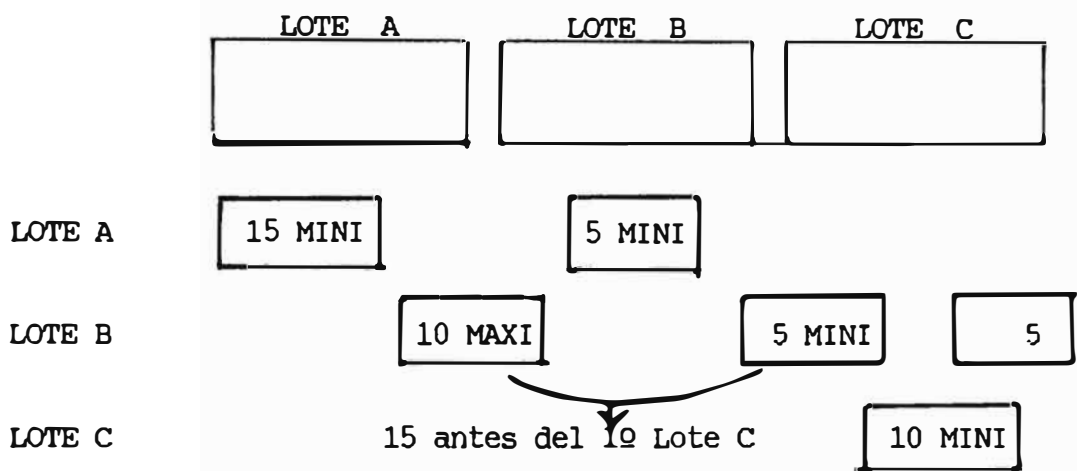 LOTE A LOTE B LOTE C
LOTE A 15 MINI 5 MINI
LOTE B 10 MAXI 5 MINI 5
LOTE C 15 antes del 1º Lote C 10 MINI